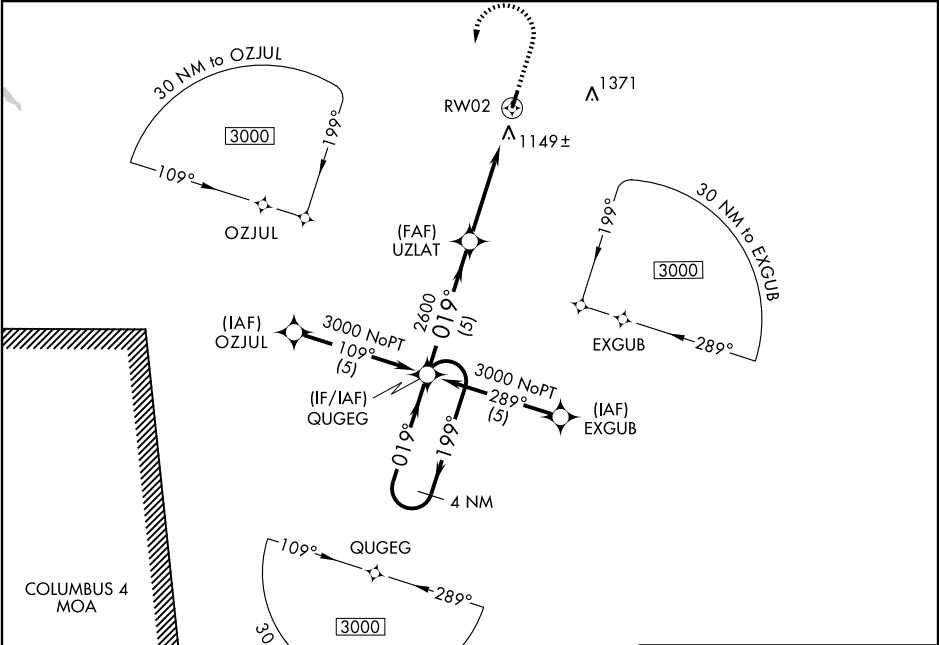 30 NM to OZJUL
3000
199°
109°
OZJUL
RW02
1371
1149±
(FAF)
UZLAT
199°
30 NM to EXGUB
3000
EXGUB
289°
2600
019°
(5)
(IAF)
OZJUL
3000 NoPT
109°
(5)
(IF/IAF)
QUGEG
3000 NoPT
289°
(5)
(IAF)
EXGUB
019°
199°
4 NM
109°
QUGEG
289°
3000
30
COLUMBUS 4
MOA